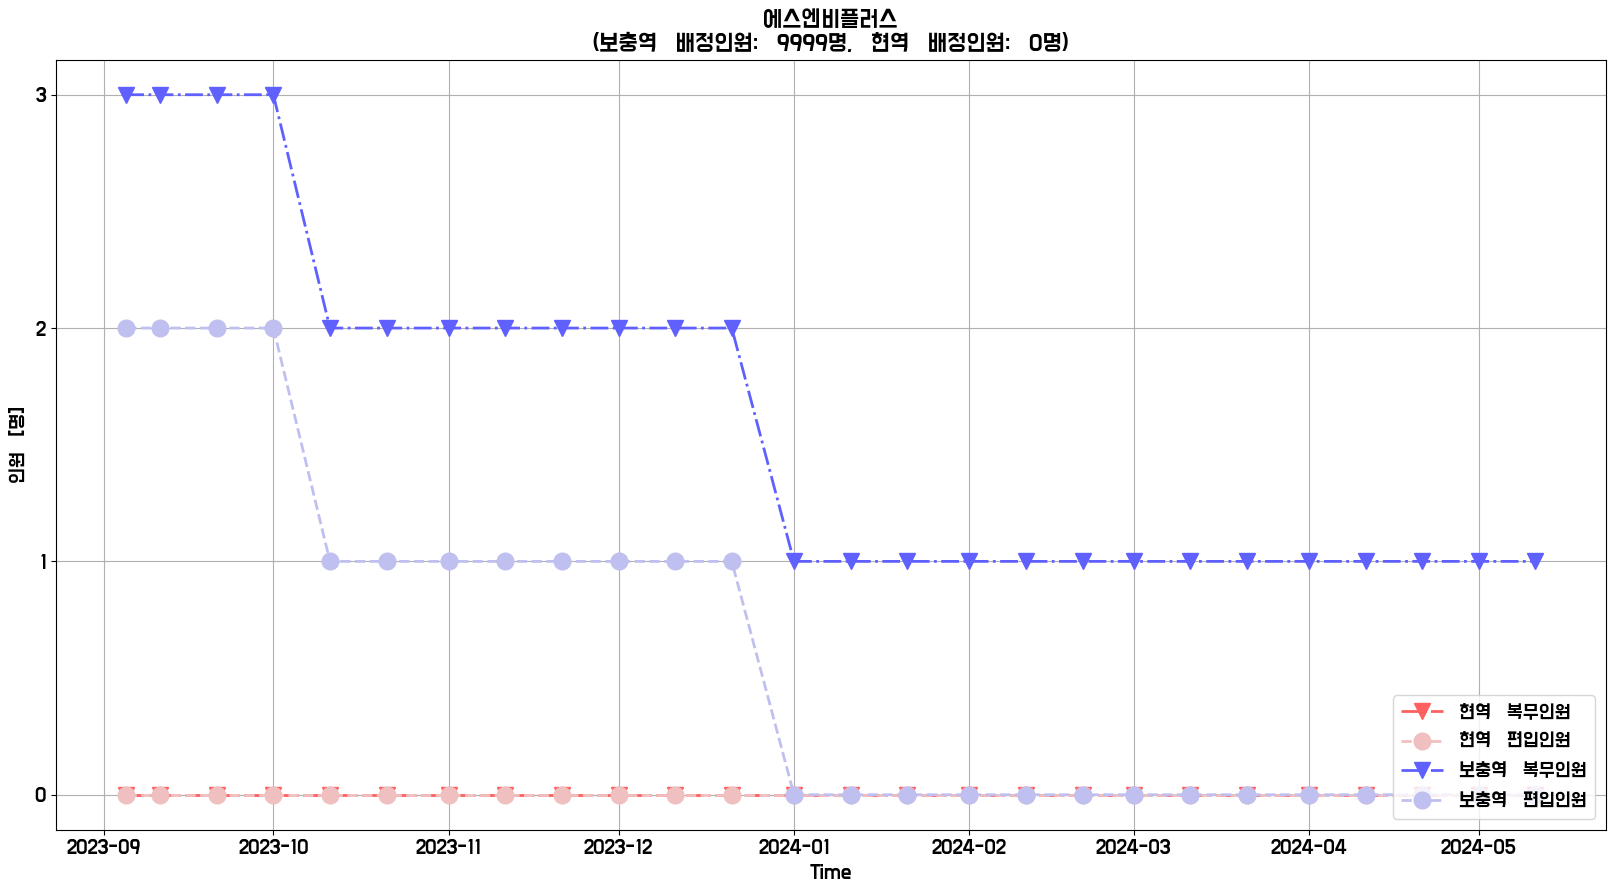 에스엔비플러스
(보충역 배정인원: 9999명, 현역 배정인원: 0명)
인원 [명]
3
2
1
0
현역 복무인원
현역 편입인원
보충역 복무인원
보충역 편입인원
2023-09
2023-10
2023-11
2023-12
2024-01
2024-02
2024-03
2024-04
2024-05
Time